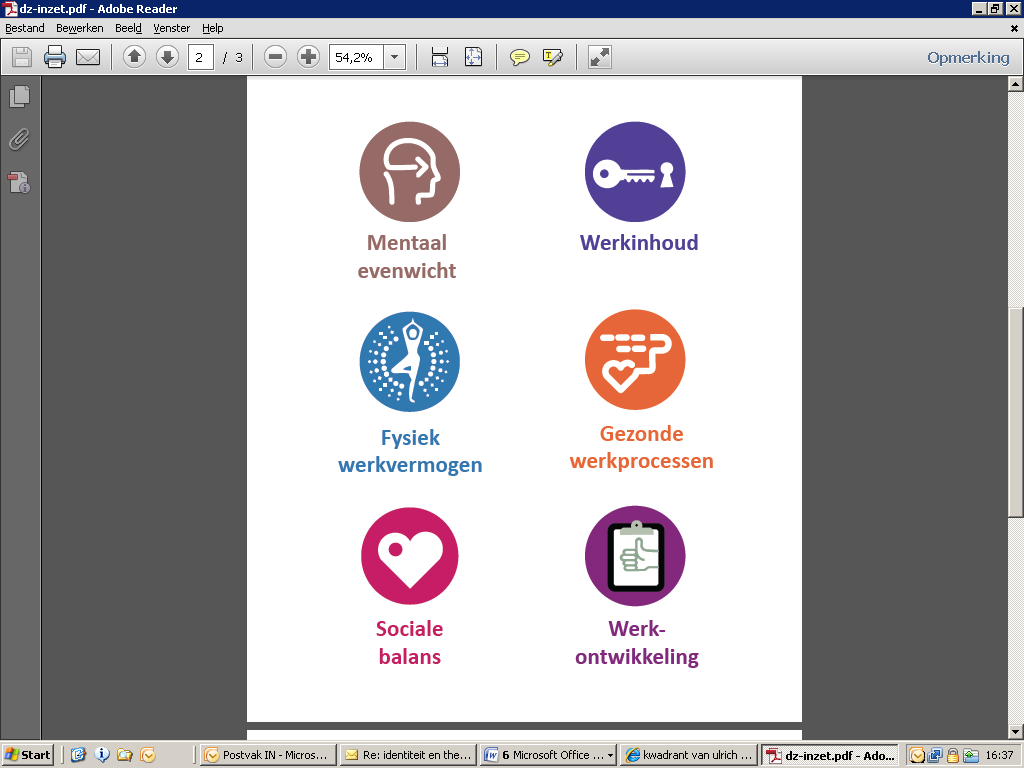 dz-inzet.pdf - Adobe Reader
Bestand Bewerken Beeld Venster Help
2 / 3 54,2% Opmerking
Mentaal
evenwicht
Werkinhoud
Fysiek
werkvermogen
Gezonde
werkprocessen
Sociale
balans
Werk-
ontwikkeling
Start Postvak IN - Micros... Re: identiteit en the... 6 Microsoft Office ... kwadrant van ulrich ... dz-inzet.pdf - Ado... 16:37